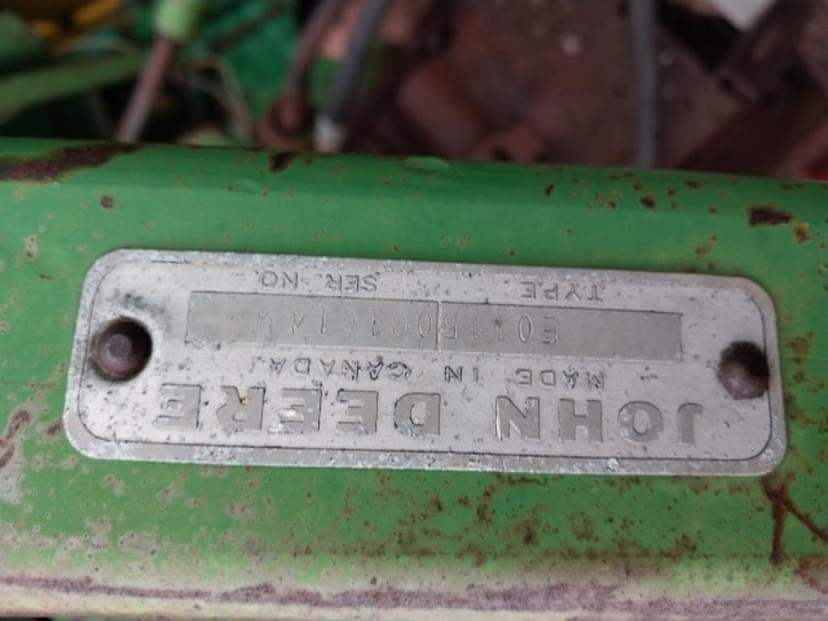 JOHN DEERE
MADE IN CANADA
TYPE SER. NO.